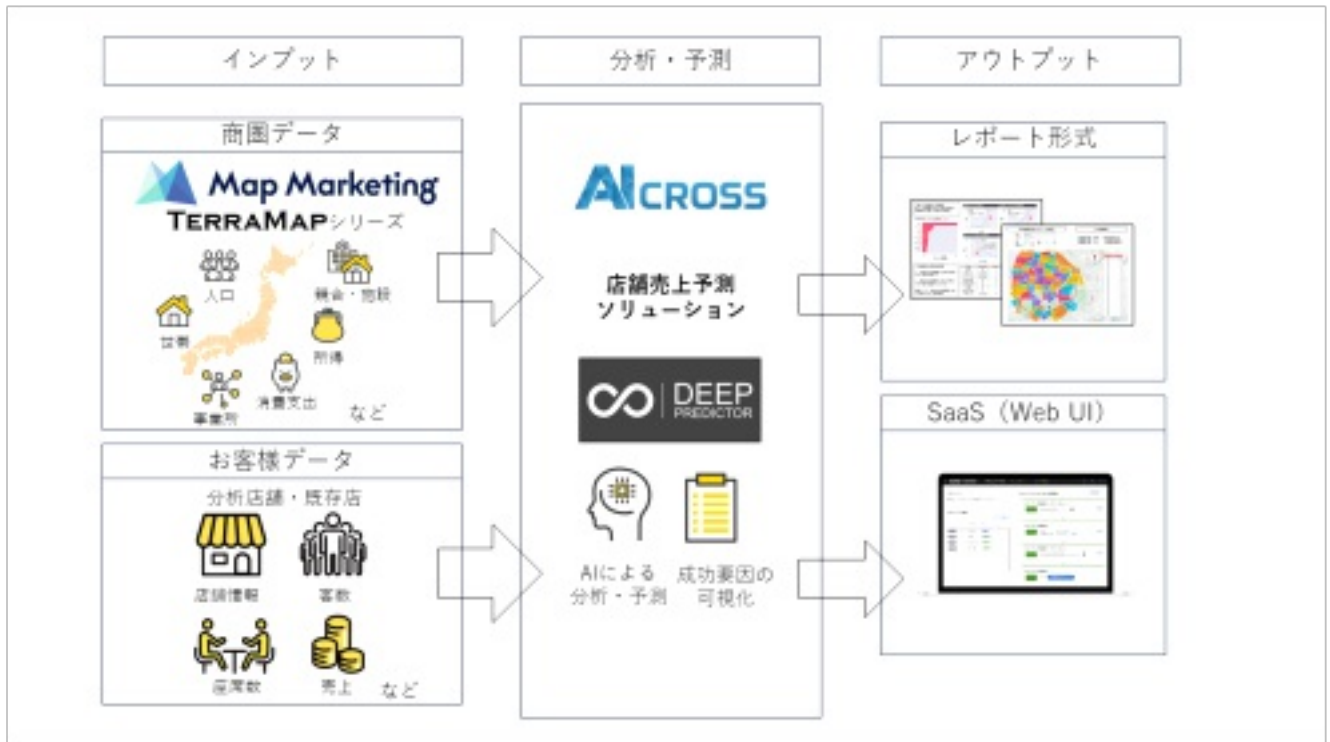 インプット
商圏データ
Map Marketing
TERRAMAPシリーズ
人口
競合・施設
世帯
所得
消費支出
事業所
など
お客様データ
分析店舗・既存店
店舗情報
客数
座席数
売上
など
分析・予測
AICROSS
店舗売上予測
ソリューション
DEEP
PREDICTOR
AIによる
分析・予測
成功要因の
可視化
アウトプット
レポート形式
SaaS（Web UI）